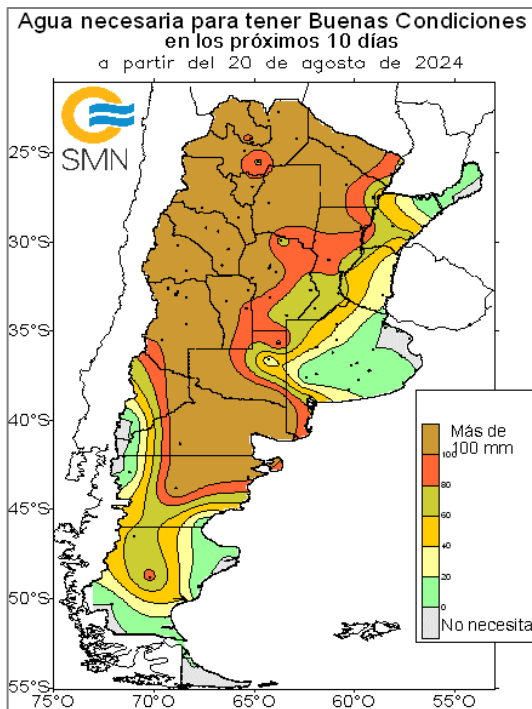 Agua necesaria para tener Buenas Condiciones
en los próximos 10 días
a partir del 20 de agosto de 2024
SMN
25°S
30°S
35°S
40°S
45°S
50°S
55°S
75°O 70°O 65°O 60°O 55°O
Más de
100 mm
100
80
60
40
20
0
No necesita